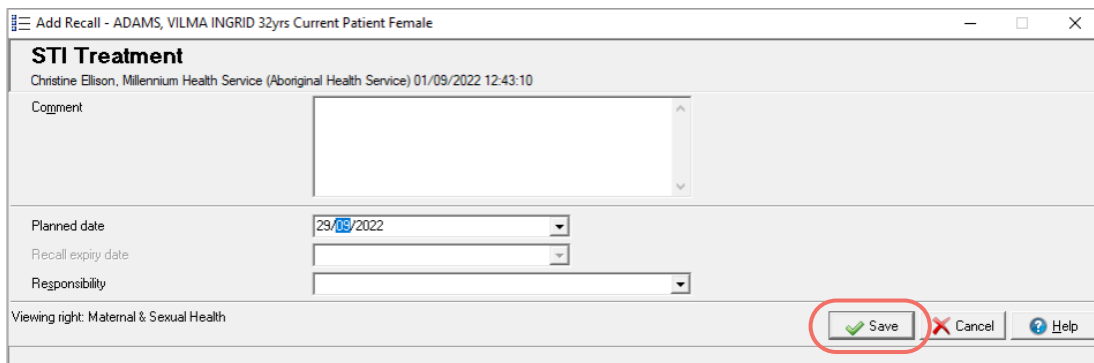 Add Recall - ADAMS, VILMA INGRID 32yrs Current Patient Female
STI Treatment
Christine Ellison, Millennium Health Service (Aboriginal Health Service) 01/09/2022 12:43:10
Comment
Planned date 29/09/2022
Recall expiry date
Responsibility
Viewing right: Maternal & Sexual Health Save Cancel Help